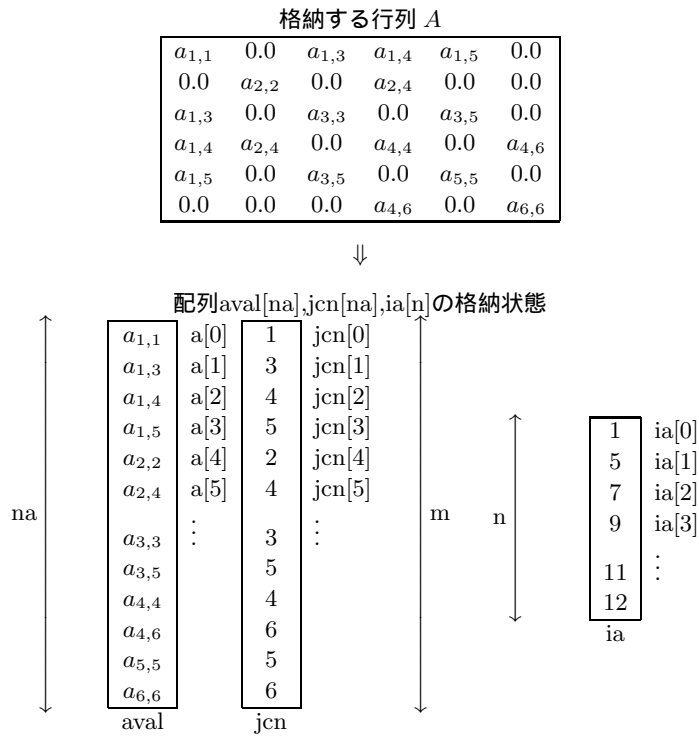 格納する行列 A
a1,1 0.0 a1,3 a1,4 a1,5 0.0
0.0 a2,2 0.0 a2,4 0.0 0.0
a1,3 0.0 a3,3 0.0 a3,5 0.0
a1,4 a2,4 0.0 a4,4 0.0 a4,6
a1,5 0.0 a3,5 0.0 a5,5 0.0
0.0 0.0 0.0 a4,6 0.0 a6,6
⇓
配列aval[na],jcn[na],ia[n]の格納状態
a1,1 a[0] 1 jcn[0]
a1,3 a[1] 3 jcn[1]
a1,4 a[2] 4 jcn[2]
a1,5 a[3] 5 jcn[3]
a2,2 a[4] 2 jcn[4]
a2,4 a[5] 4 jcn[5]
na
a3,3 ⋮ 3 ⋮
a3,5 5
a4,4 4
a4,6 6
a5,5 5
a6,6 6
aval jcn
m
n
1 ia[0]
5 ia[1]
7 ia[2]
9 ia[3]
11 ⋮
12
ia